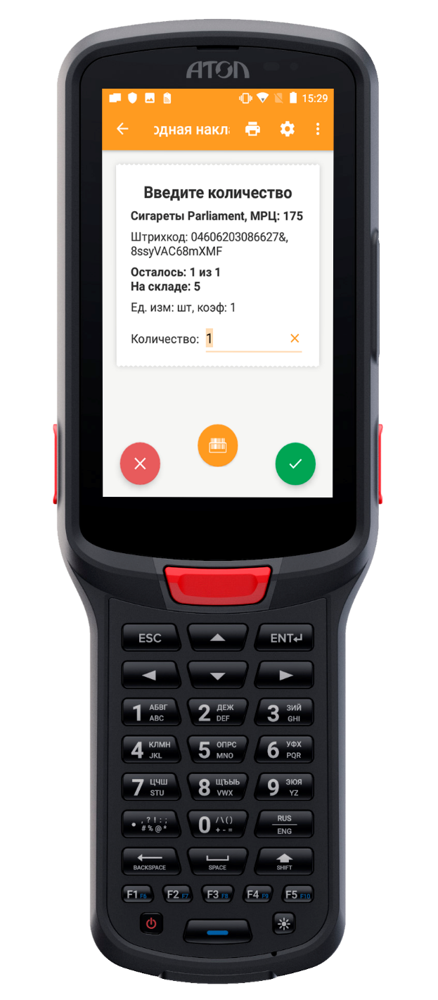 АТОЛ
15:29
одная накл
Введите количество
Сигареты Parliament, МРЦ: 175
Штрихкод: 04606203086627&,
8ssyVAC68mXMF
Осталось: 1 из 1
На складе: 5
Ед. изм: шт, коэф: 1
Количество: 1
ESC ENT
1 АБВГ ABC 2 ДЕЖ DEF 3 ЗИЙ GHI
4 КЛМН JKL 5 ОПРС MNO 6 УФХ PQR
7 ЦЧШ STU 8 ЩЪЫЬ VWX 9 ЭЮЯ YZ
• , ? ! : ; # % @ * 0 / \ ( ) + - = RUS ENG
BACKSPACE SPACE SHIFT
F1 F6 F2 F7 F3 F8 F4 F9 F5 F10